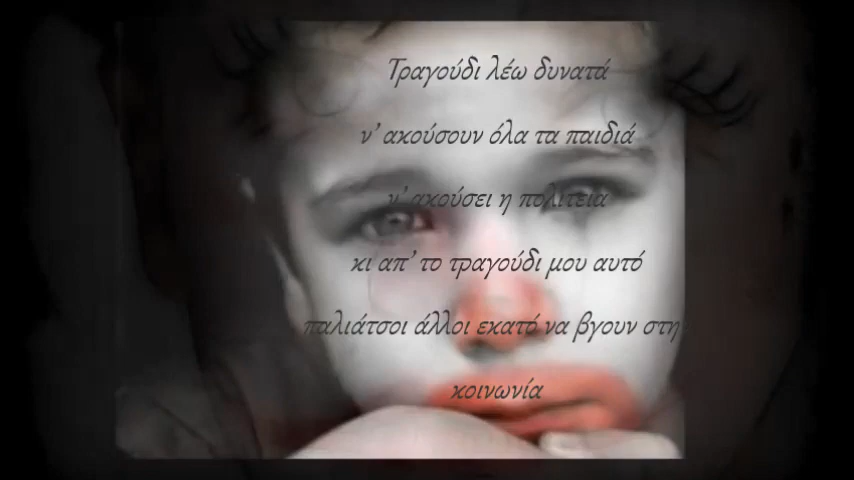 Τραγούδι λέω δυνατά
ν' ακούσουν όλα τα παιδιά
ν' ακούσει η πολιτεία
κι απ' το τραγούδι μου αυτό
παλιάτσοι άλλοι εκατό να βγουν στη
κοινωνία